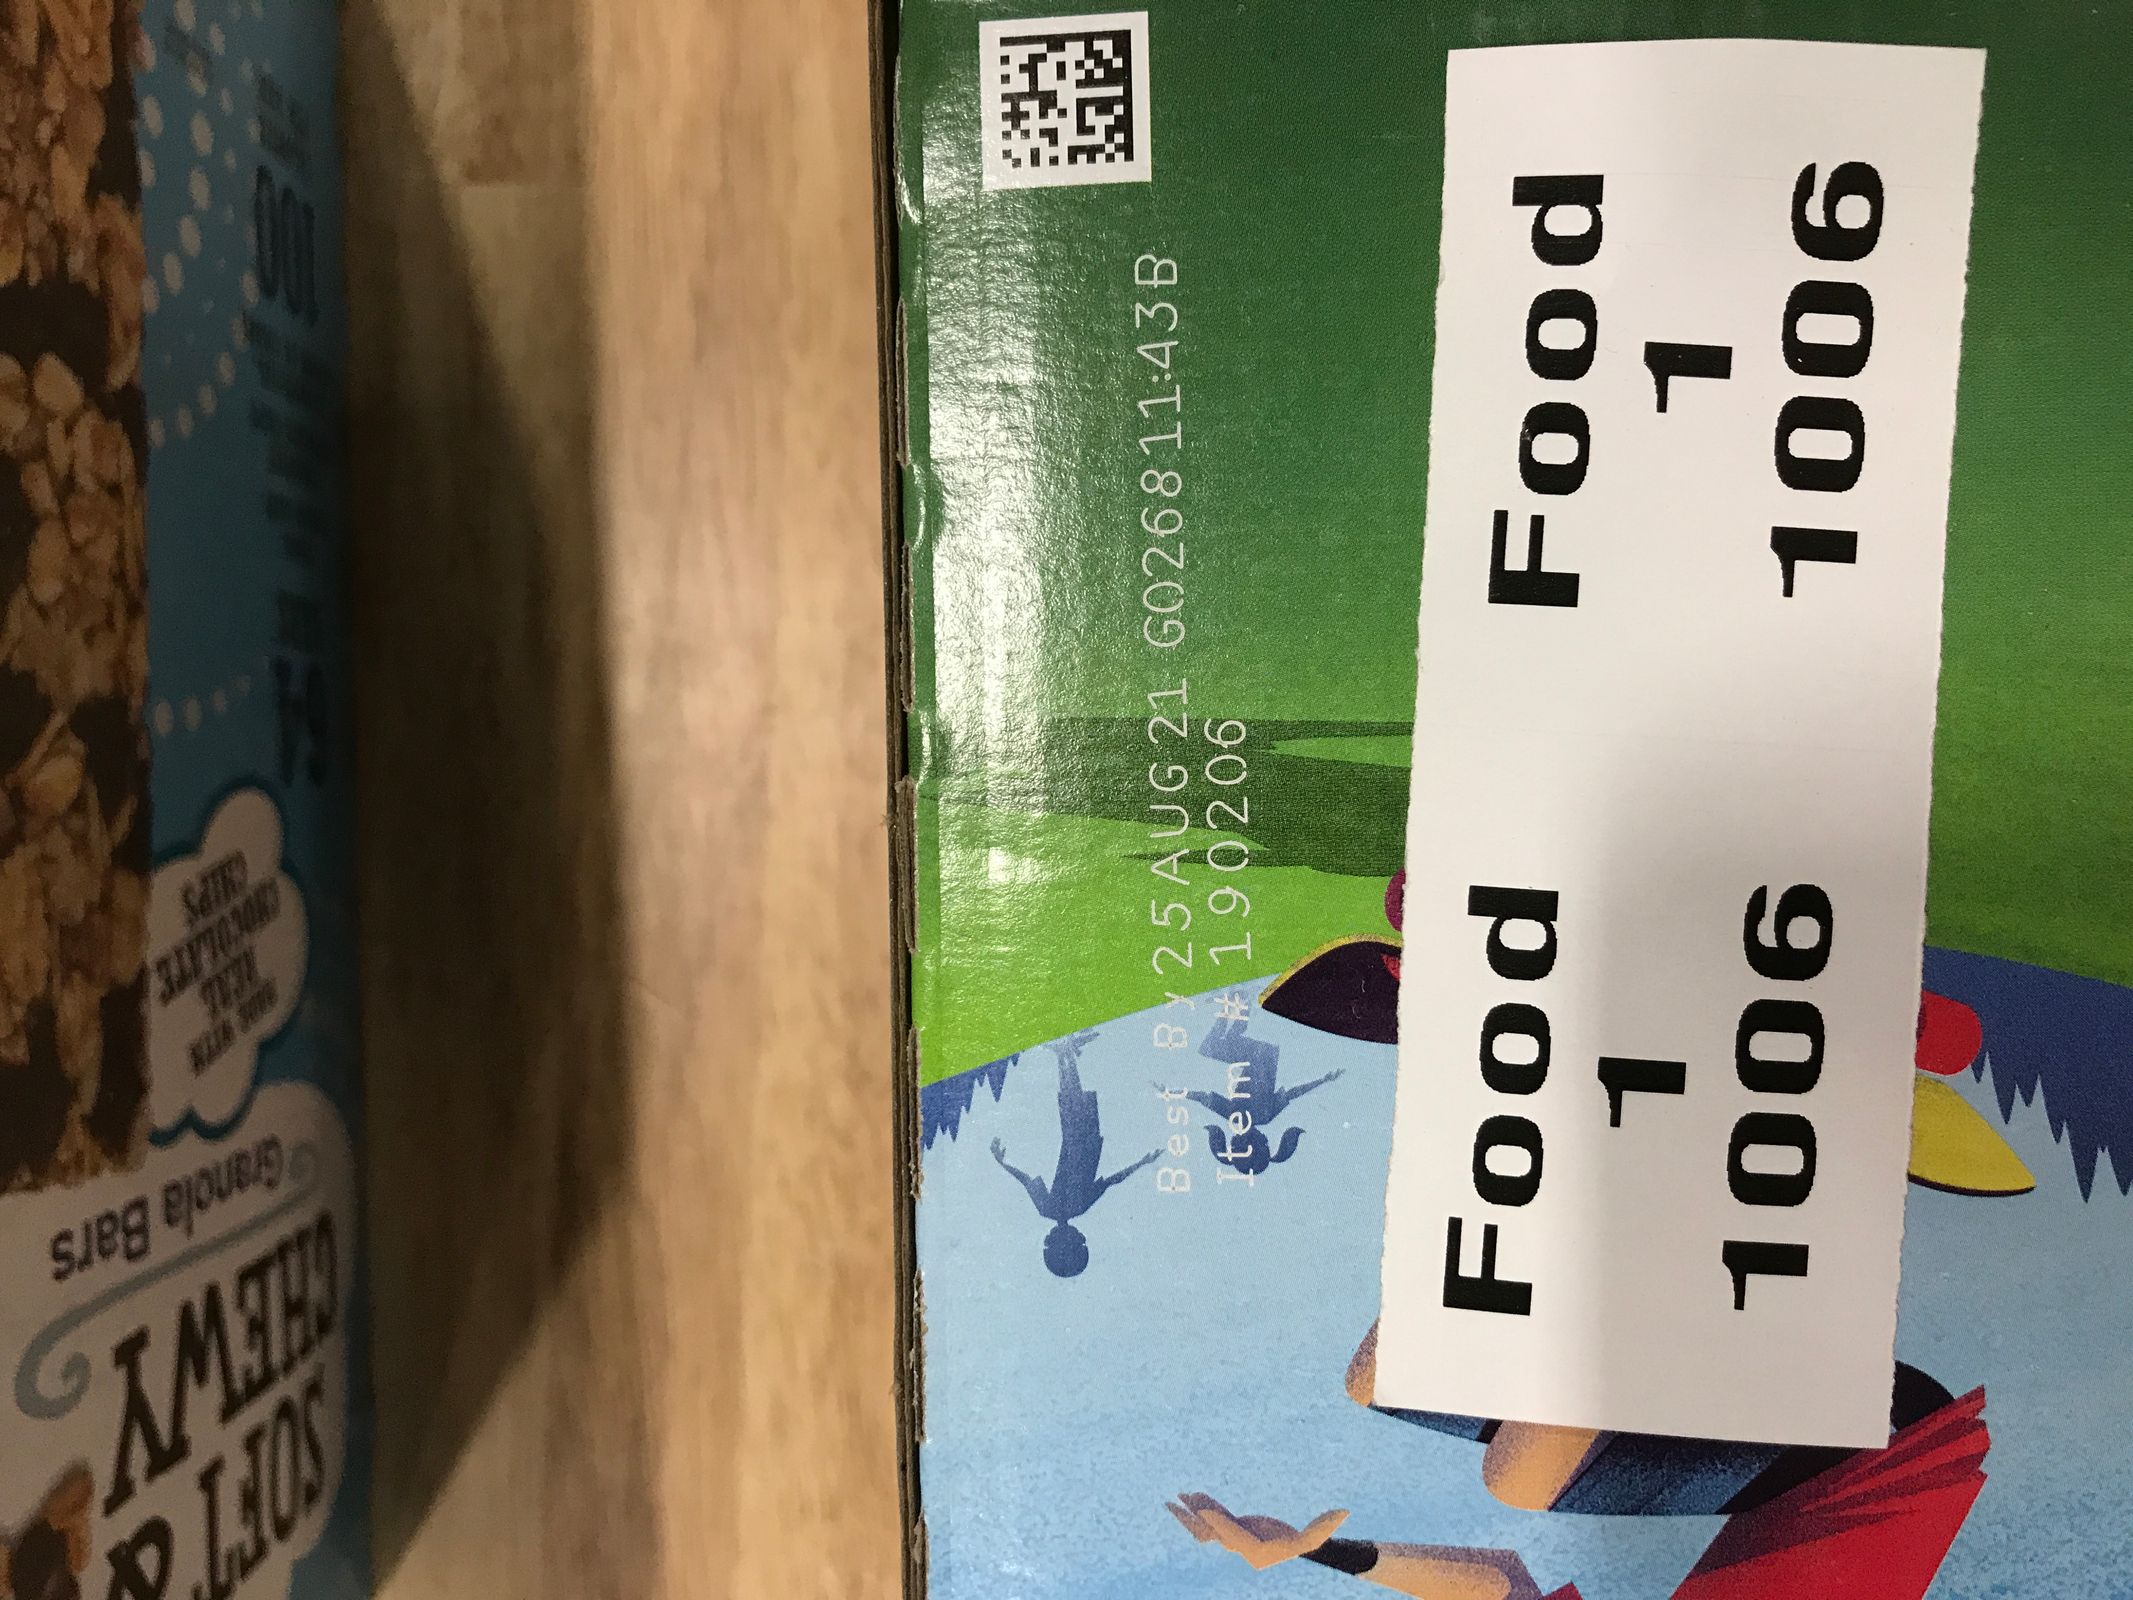 Best By 25AUG21 G026811:43B
Item # 190206
Food
1
1006
Food
1
1006
SOFT &
CHEWY
Granola Bars
MADE WITH
REAL
CHOCOLATE
CHIPS
100